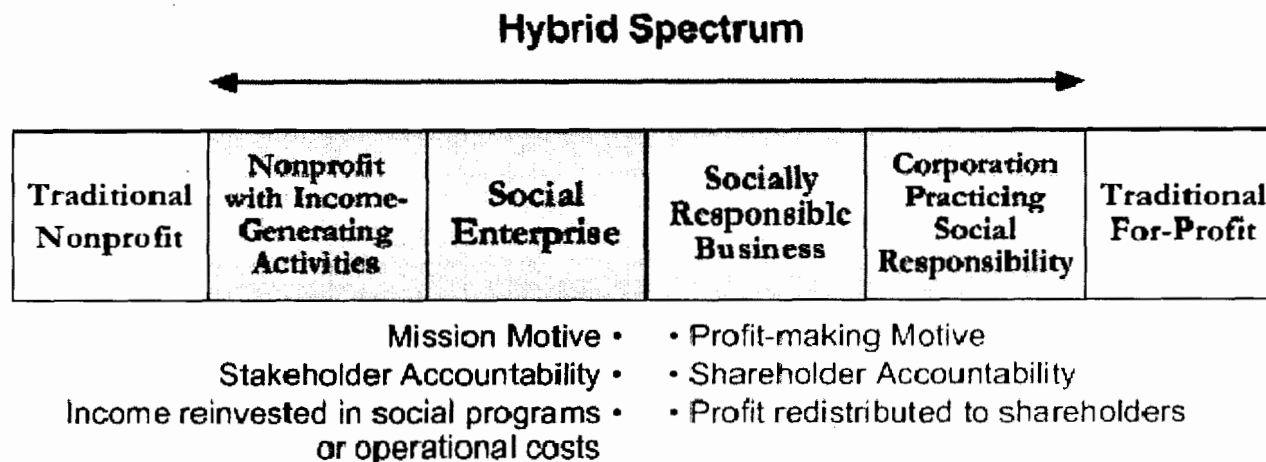 Hybrid Spectrum
Traditional
Nonprofit
Nonprofit
with Income-
Generating
Activities
Social
Enterprise
Socially
Responsible
Business
Corporation
Practicing
Social
Responsibility
Traditional
For-Profit
Mission Motive •
Stakeholder Accountability •
Income reinvested in social programs •
or operational costs
• Profit-making Motive
• Shareholder Accountability
• Profit redistributed to shareholders